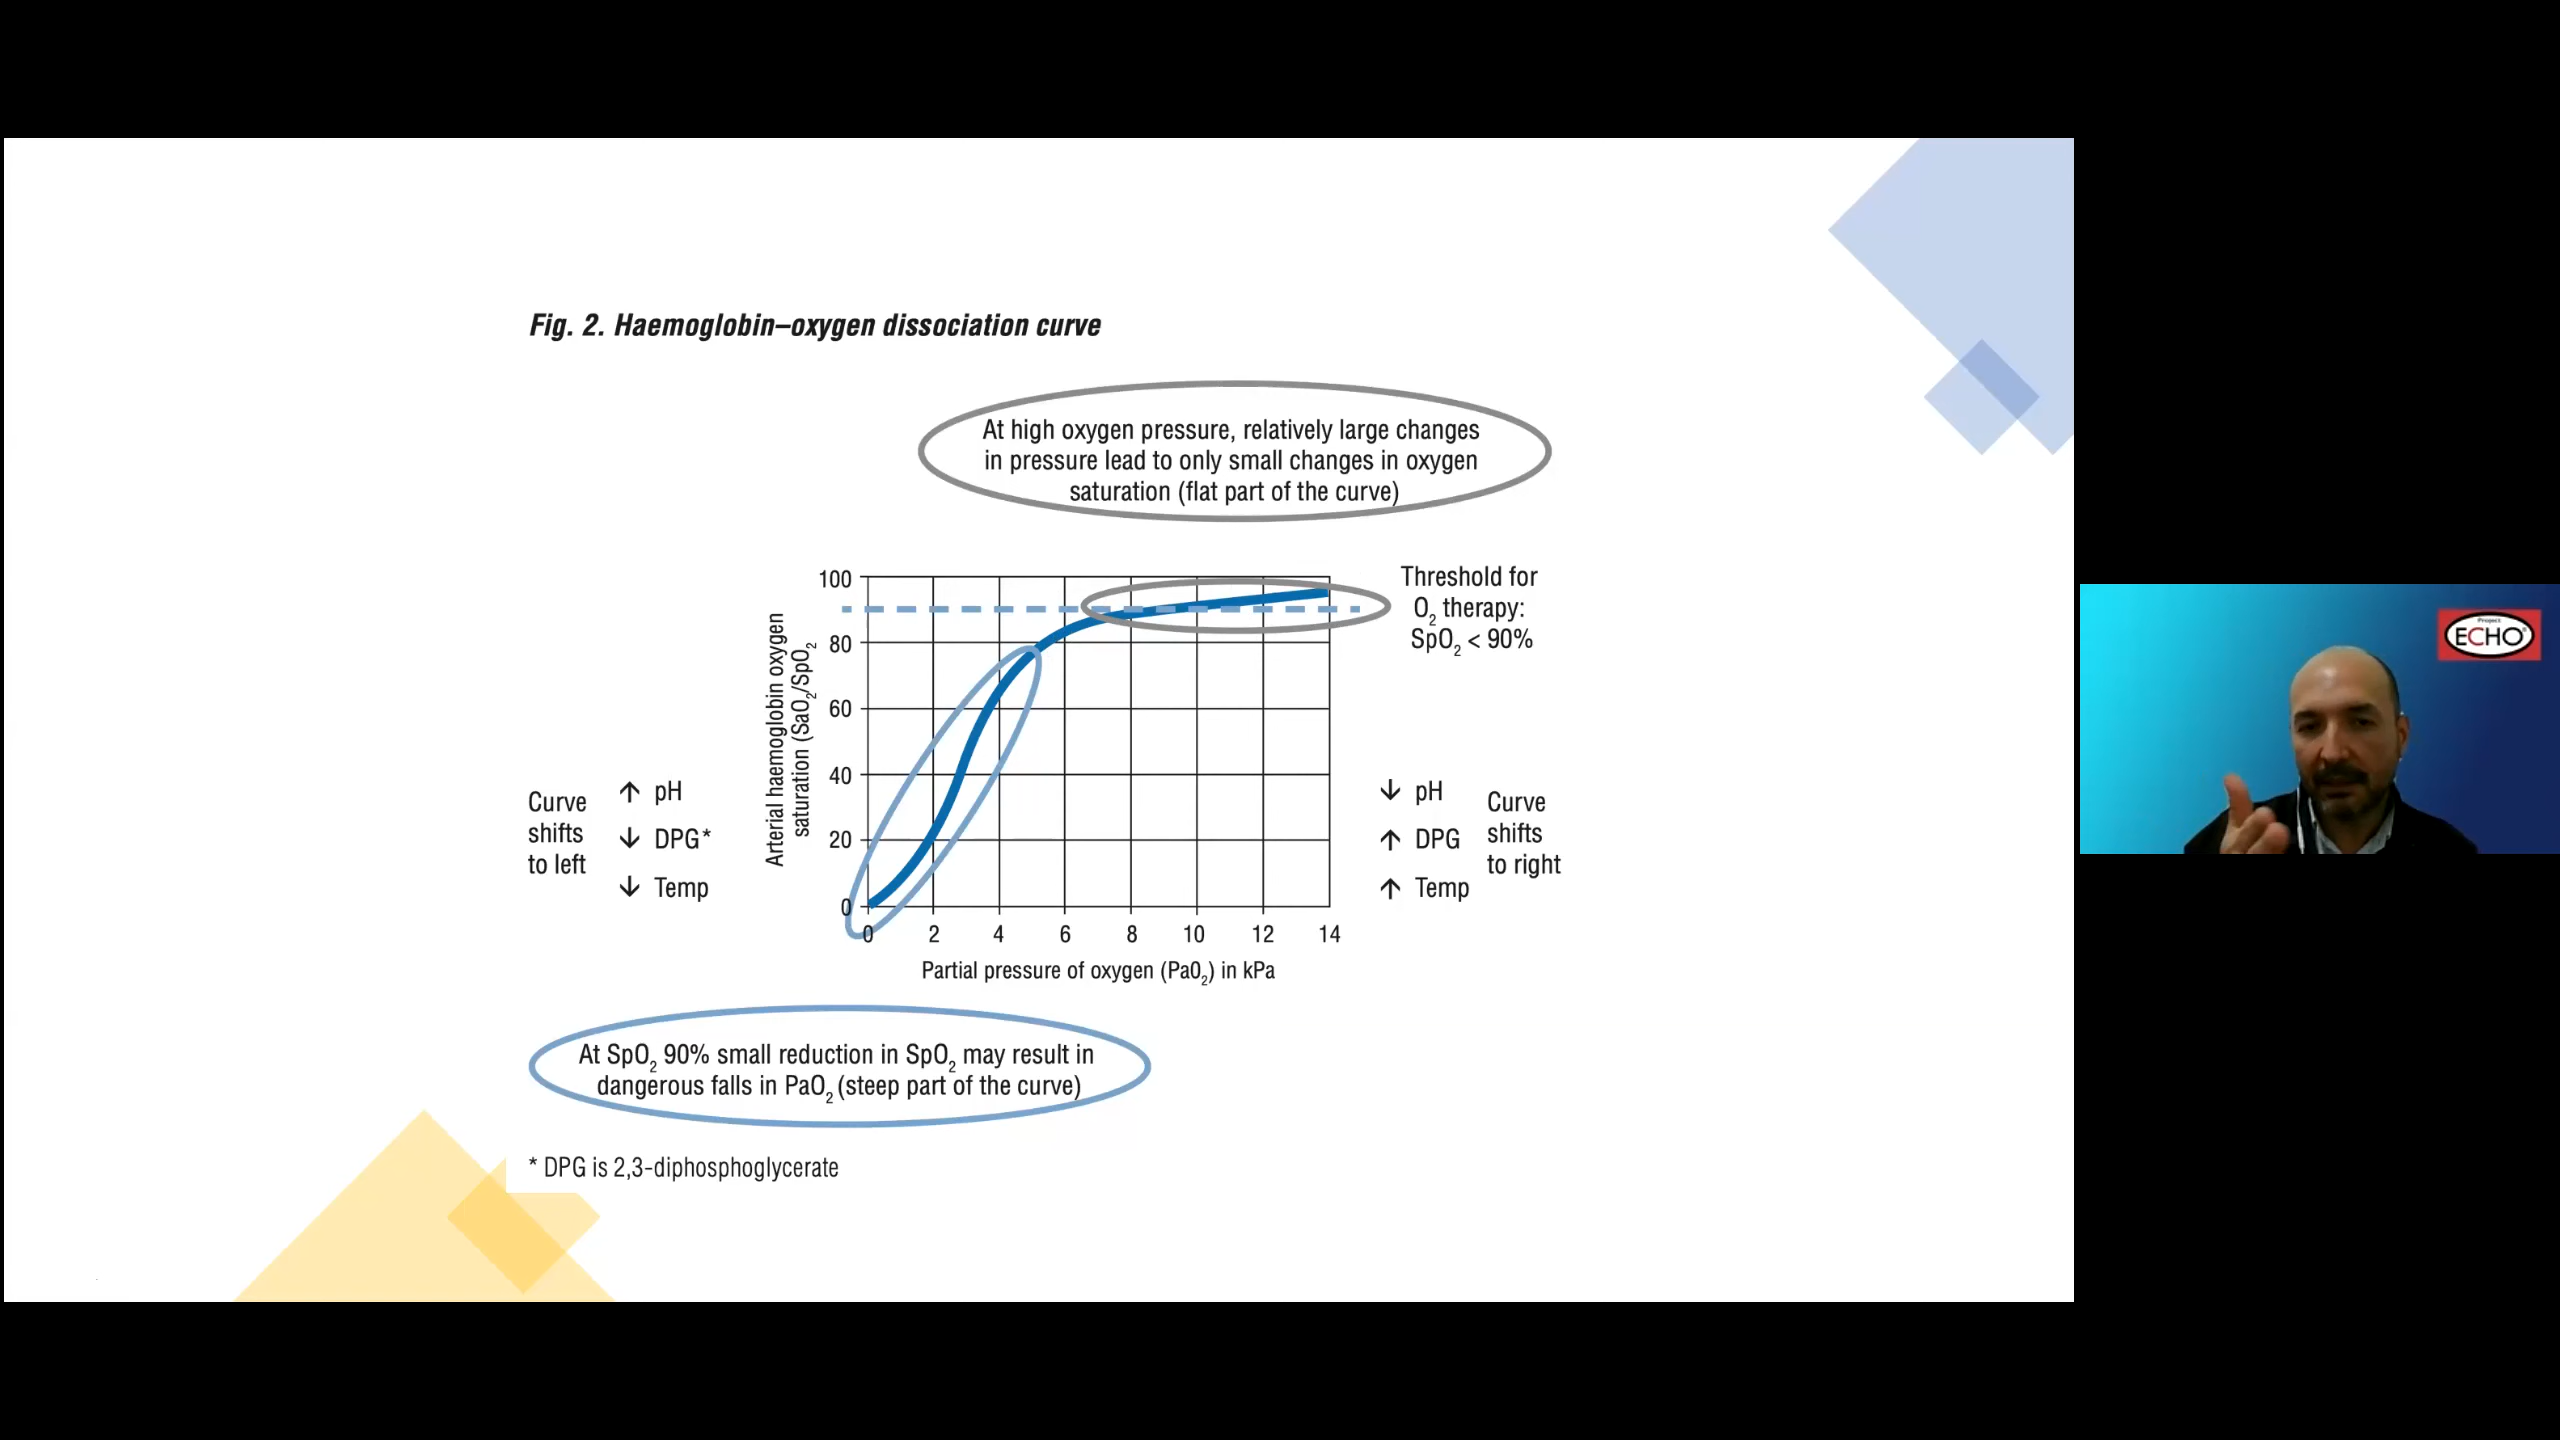 Fig. 2. Haemoglobin–oxygen dissociation curve
At high oxygen pressure, relatively large changes
in pressure lead to only small changes in oxygen
saturation (flat part of the curve)
Arterial haemoglobin oxygen
saturation (SaO₂/SpO₂
100
80
60
40
20
0
0 2 4 6 8 10 12 14
Partial pressure of oxygen (PaO₂) in kPa
Threshold for
O₂ therapy:
SpO₂ < 90%
Curve
shifts
to left
↑ pH
↓ DPG*
↓ Temp
↓ pH
↑ DPG
↑ Temp
Curve
shifts
to right
At SpO₂ 90% small reduction in SpO₂ may result in
dangerous falls in PaO₂ (steep part of the curve)
* DPG is 2,3-diphosphoglycerate
Project
ECHO®